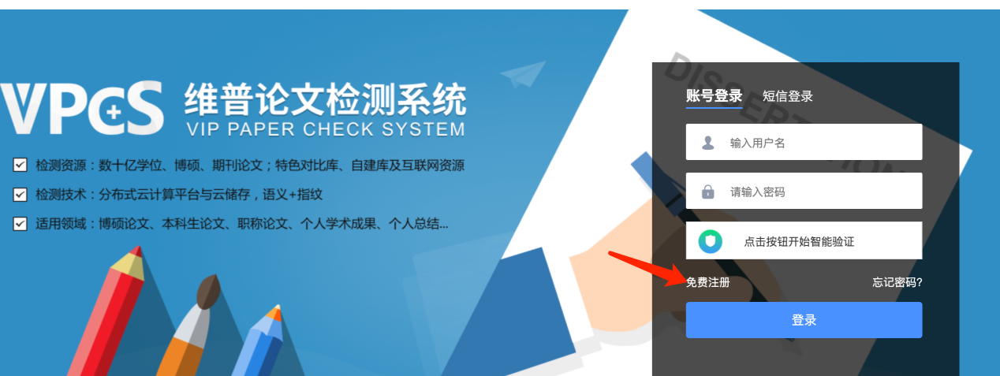 VPCS 维普论文检测系统
VIP PAPER CHECK SYSTEM
检测资源：数十亿学位、博硕、期刊论文；特色对比库、自建库及互联网资源
检测技术：分布式云计算平台与云储存，语义+指纹
适用领域：博硕论文、本科生论文、职称论文、个人学术成果、个人总结...
DISSERTATION
账号登录 短信登录
输入用户名
请输入密码
点击按钮开始智能验证
免费注册 忘记密码?
登录